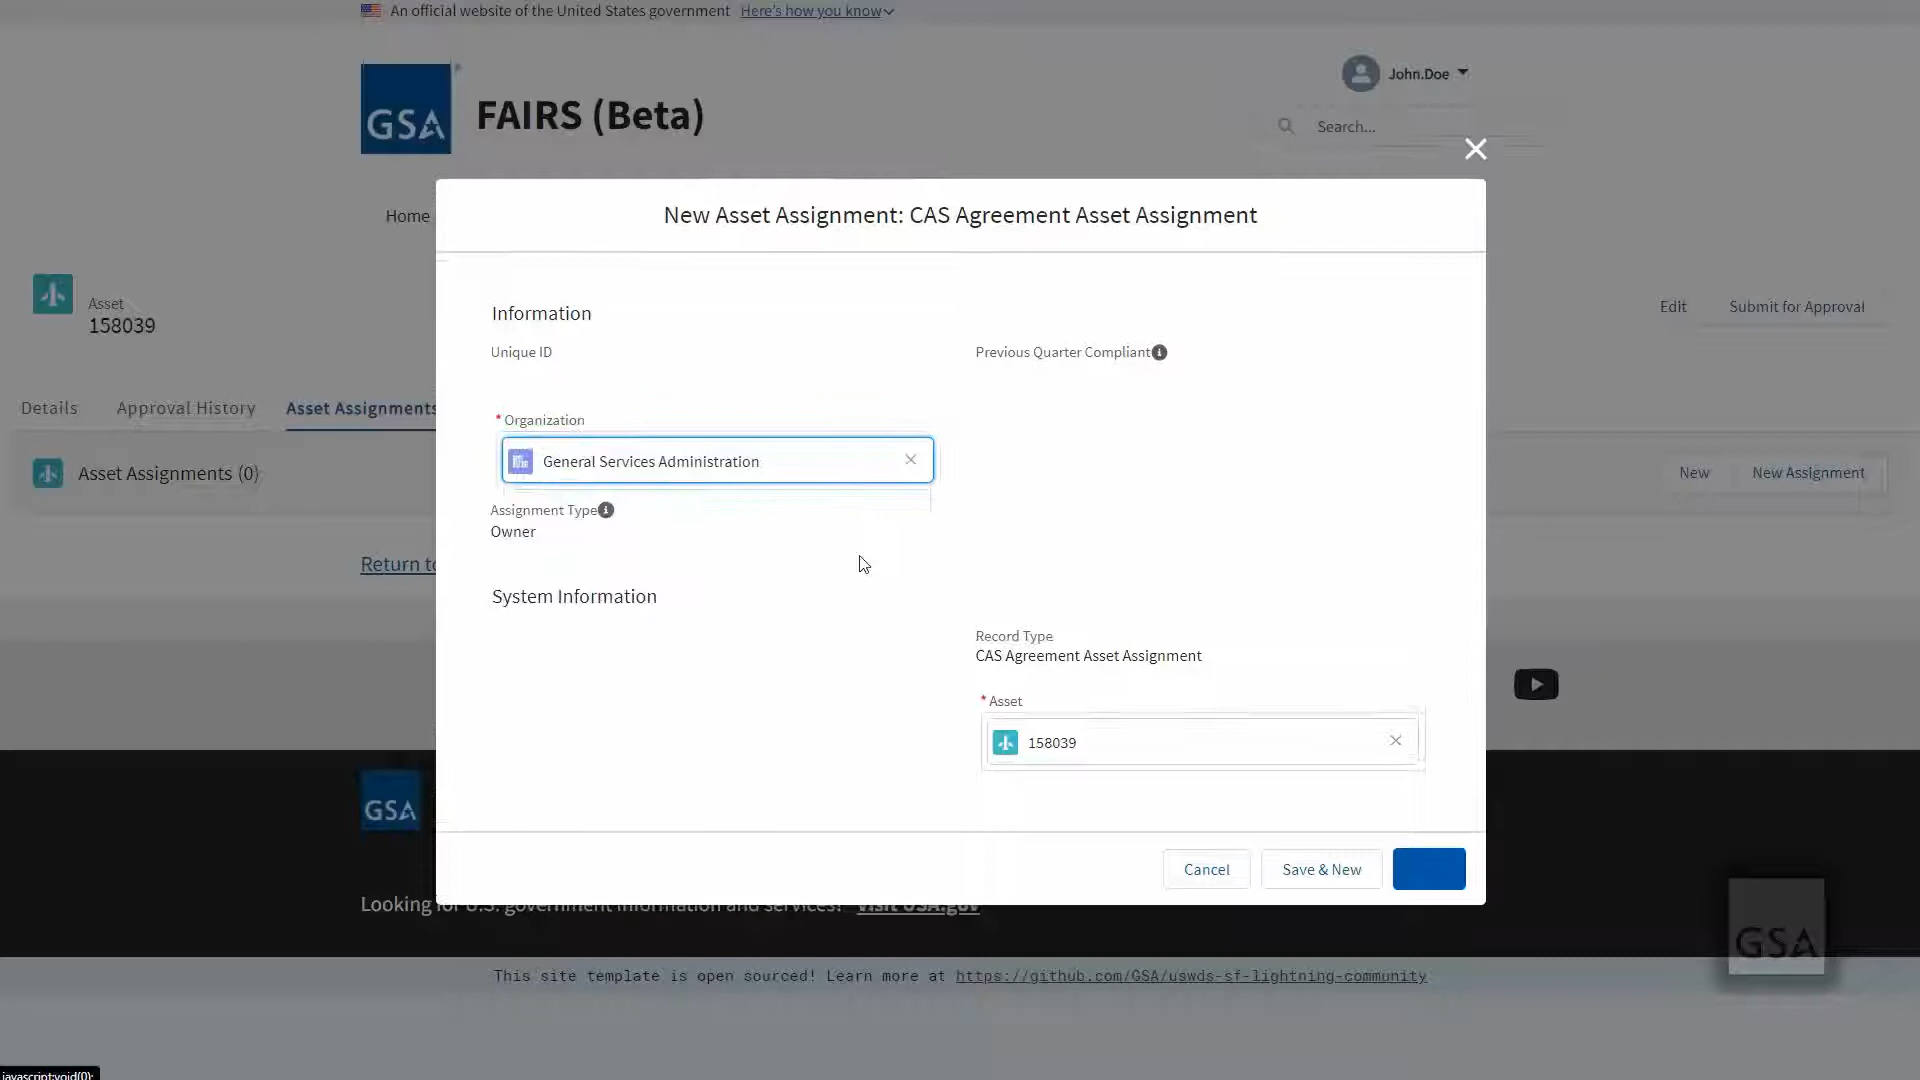 An official website of the United States government Here's how you know
GSA
FAIRS (Beta)
John.Doe
Search...
Home
New Asset Assignment: CAS Agreement Asset Assignment
Asset
158039
Edit
Submit for Approval
Information
Unique ID
Previous Quarter Compliant
Details
Approval History
Asset Assignments
* Organization
General Services Administration
Asset Assignments (0)
New
New Assignment
Assignment Type
Owner
Return to
System Information
Record Type
CAS Agreement Asset Assignment
* Asset
158039
GSA
Cancel
Save & New
Looking for U.S. government information and services? Visit USA.gov
GSA
This site template is open sourced! Learn more at https://github.com/GSA/uswds-sf-lightning-community
javascript:void(0);